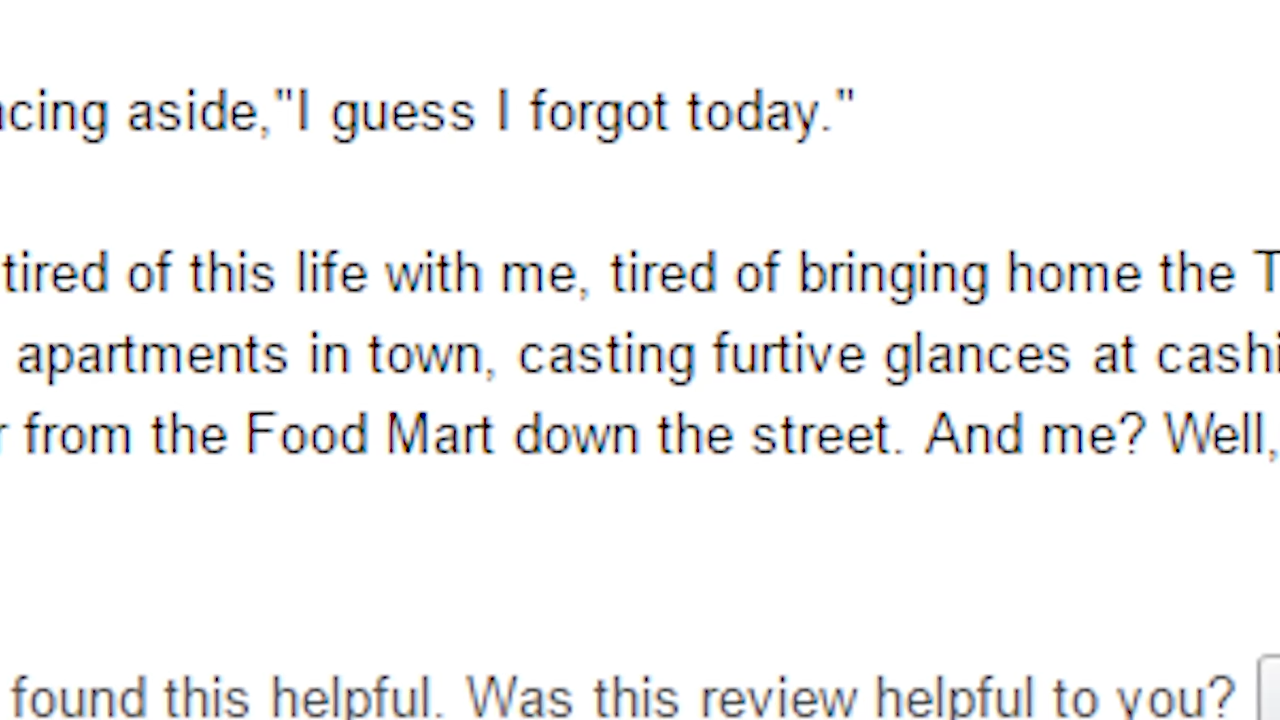 aside,"I guess I forgot today."
tired of this life with me, tired of bringing home the
apartments in town, casting furtive glances at
from the Food Mart down the street. And me? Well,
found this helpful. Was this review helpful to you?